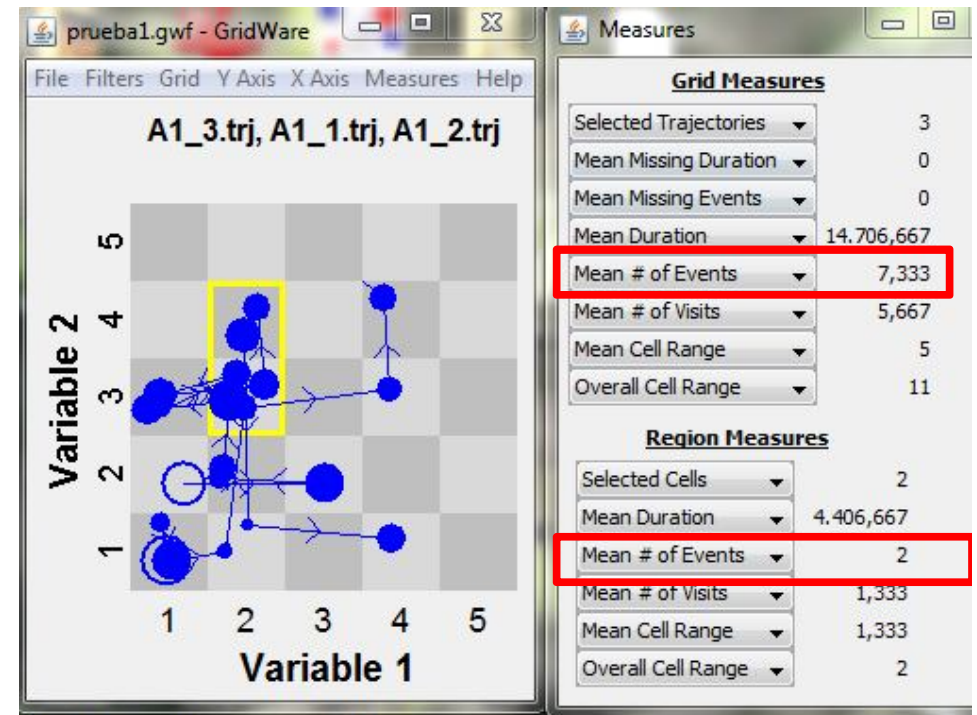 prueba1.gwf - GridWare
File Filters Grid Y Axis X Axis Measures Help
A1_3.trj, A1_1.trj, A1_2.trj
5
4
3
2
1
Variable 2
1 2 3 4 5
Variable 1
Measures
Grid Measures
Selected Trajectories 3
Mean Missing Duration 0
Mean Missing Events 0
Mean Duration 14.706,667
Mean # of Events 7,333
Mean # of Visits 5,667
Mean Cell Range 5
Overall Cell Range 11
Region Measures
Selected Cells 2
Mean Duration 4.406,667
Mean # of Events 2
Mean # of Visits 1,333
Mean Cell Range 1,333
Overall Cell Range 2